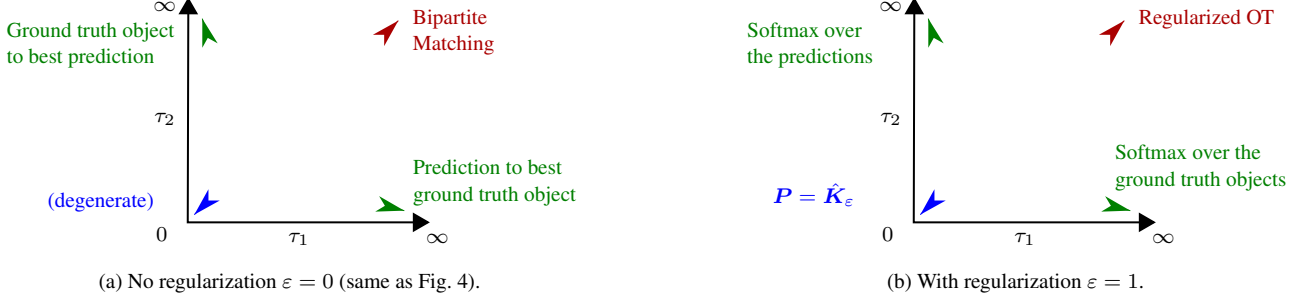 ∞
Ground truth object
to best prediction
Bipartite
Matching
τ₂
Prediction to best
ground truth object
(degenerate)
0
τ₁
∞
(a) No regularization ε = 0 (same as Fig. 4).
∞
Softmax over
the predictions
Regularized OT
τ₂
Softmax over the
ground truth objects
P = K̂_ε
0
τ₁
∞
(b) With regularization ε = 1.